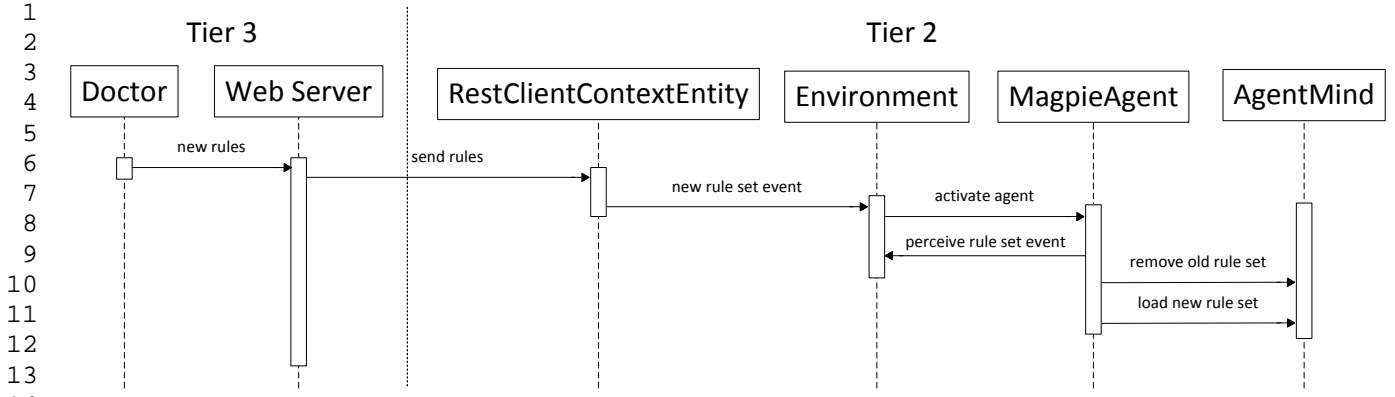 1
Tier 3 Tier 2
2
3
Doctor Web Server RestClientContextEntity Environment MagpieAgent AgentMind
4
5
new rules
6
send rules
7
new rule set event
activate agent
8
perceive rule set event
9
remove old rule set
10
load new rule set
11
12
13